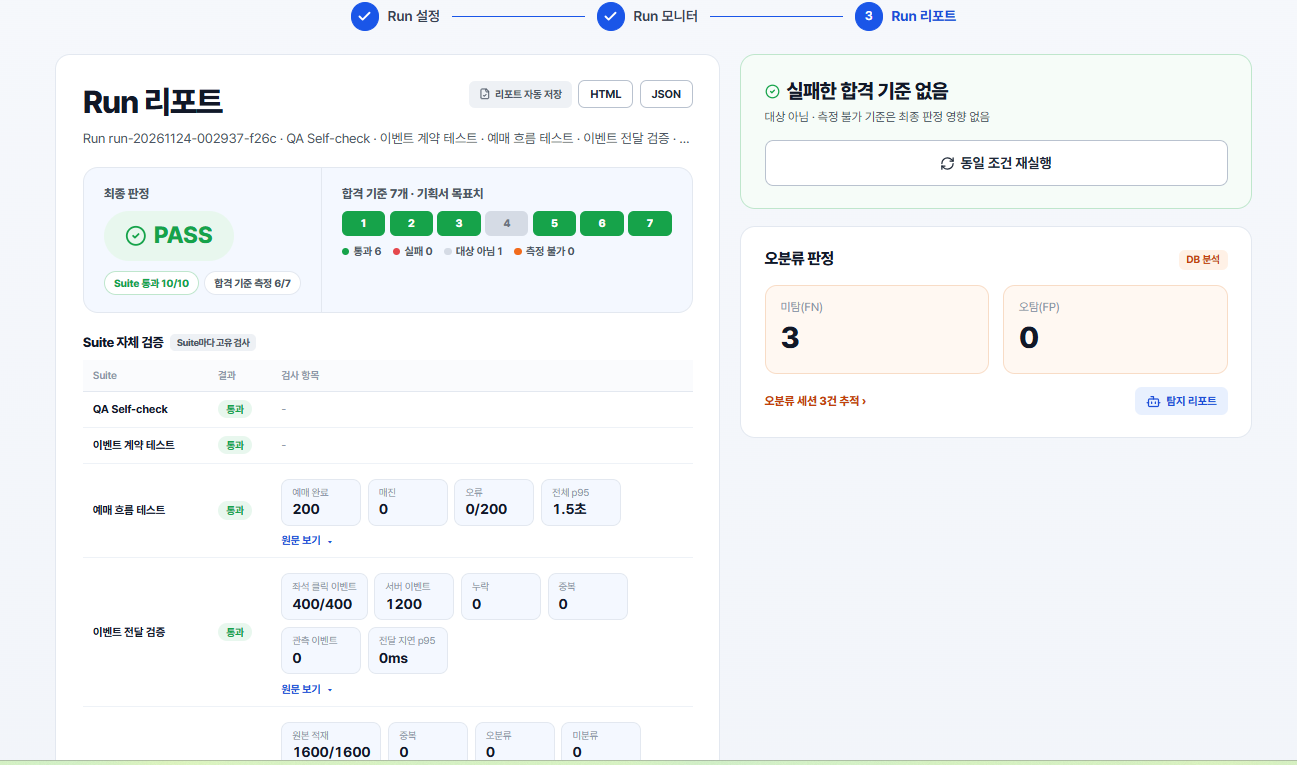 Run 설정
Run 모니터
3 Run 리포트
Run 리포트
리포트 자동 저장 HTML JSON
Run run-20261124-002937-f26c · QA Self-check · 이벤트 계약 테스트 · 예매 흐름 테스트 · 이벤트 전달 검증 · ...
최종 판정
PASS
Suite 통과 10/10 합격 기준 측정 6/7
합격 기준 7개 · 기획서 목표치
1 2 3 4 5 6 7
통과 6 실패 0 대상 아님 1 측정 불가 0
Suite 자체 검증 Suite마다 고유 검사
Suite 결과 검사 항목
QA Self-check 통과 -
이벤트 계약 테스트 통과 -
예매 흐름 테스트 통과
예매 완료 매진 오류 전체 p95
200 0 0/200 1.5초
원문 보기
이벤트 전달 검증 통과
좌석 클릭 이벤트 서버 이벤트 누락 중복
400/400 1200 0 0
관측 이벤트 전달 지연 p95
0 0ms
원문 보기
원본 적재 중복 오분류 미분류
1600/1600 0 0 0
실패한 합격 기준 없음
대상 아님 · 측정 불가 기준은 최종 판정 영향 없음
동일 조건 재실행
오분류 판정 DB 분석
미탐(FN) 오탐(FP)
3 0
오분류 세션 3건 추적 › 탐지 리포트